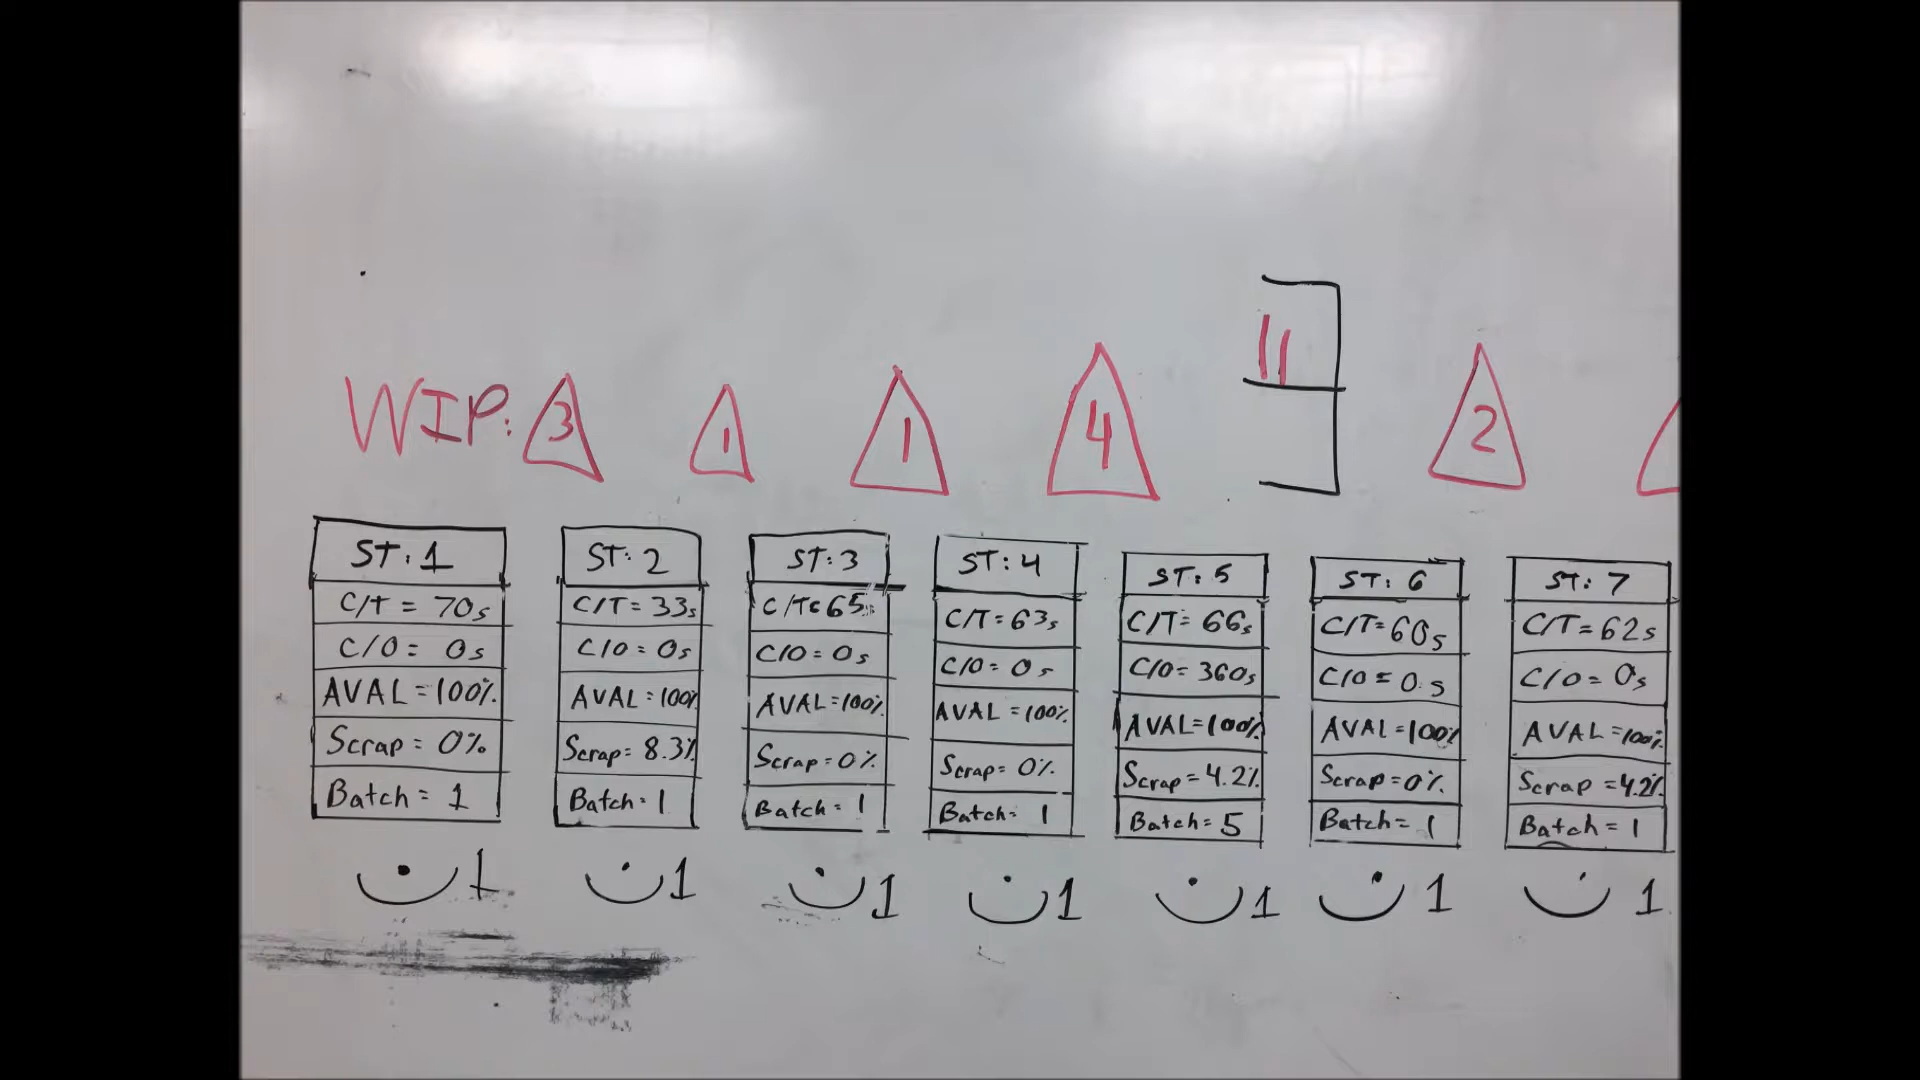 WIP: 3 1 1 4 11 2
ST: 1
C/T = 70s
C/O = 0s
AVAL = 100%
Scrap = 0%
Batch = 1
1
ST: 2
C/T = 33s
C/O = 0s
AVAL = 100%
Scrap = 8.3%
Batch = 1
1
ST: 3
C/T = 65s
C/O = 0s
AVAL = 100%
Scrap = 0%
Batch = 1
1
ST: 4
C/T = 63s
C/O = 0s
AVAL = 100%
Scrap = 0%
Batch = 1
1
ST: 5
C/T = 66s
C/O = 360s
AVAL = 100%
Scrap = 4.2%
Batch = 5
1
ST: 6
C/T = 60s
C/O = 0s
AVAL = 100%
Scrap = 0%
Batch = 1
1
ST: 7
C/T = 62s
C/O = 0s
AVAL = 100%
Scrap = 4.2%
Batch = 1
1